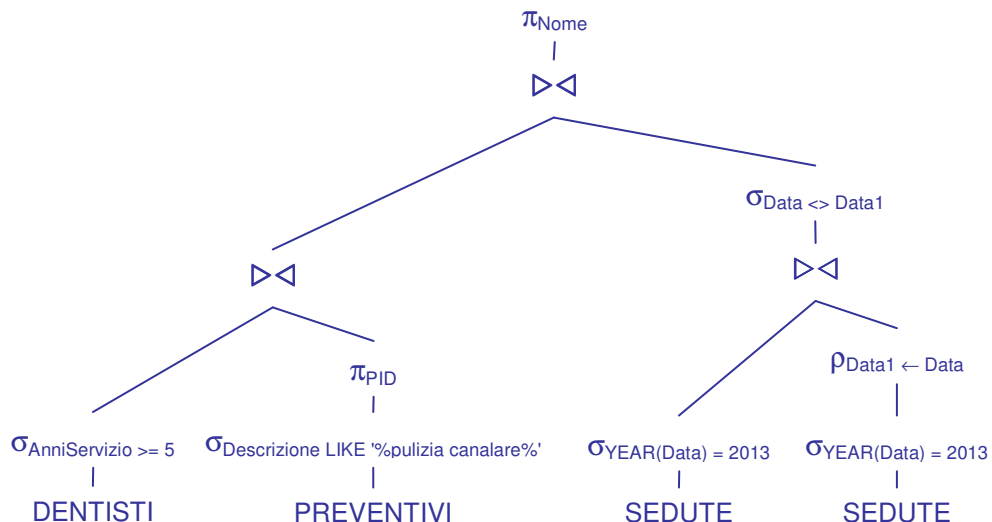 πNome
▷◁
σData <> Data1
▷◁ ▷◁
πPID ρData1 ← Data
σAnniServizio >= 5 σDescrizione LIKE '%pulizia canalare%' σYEAR(Data) = 2013 σYEAR(Data) = 2013
DENTISTI PREVENTIVI SEDUTE SEDUTE